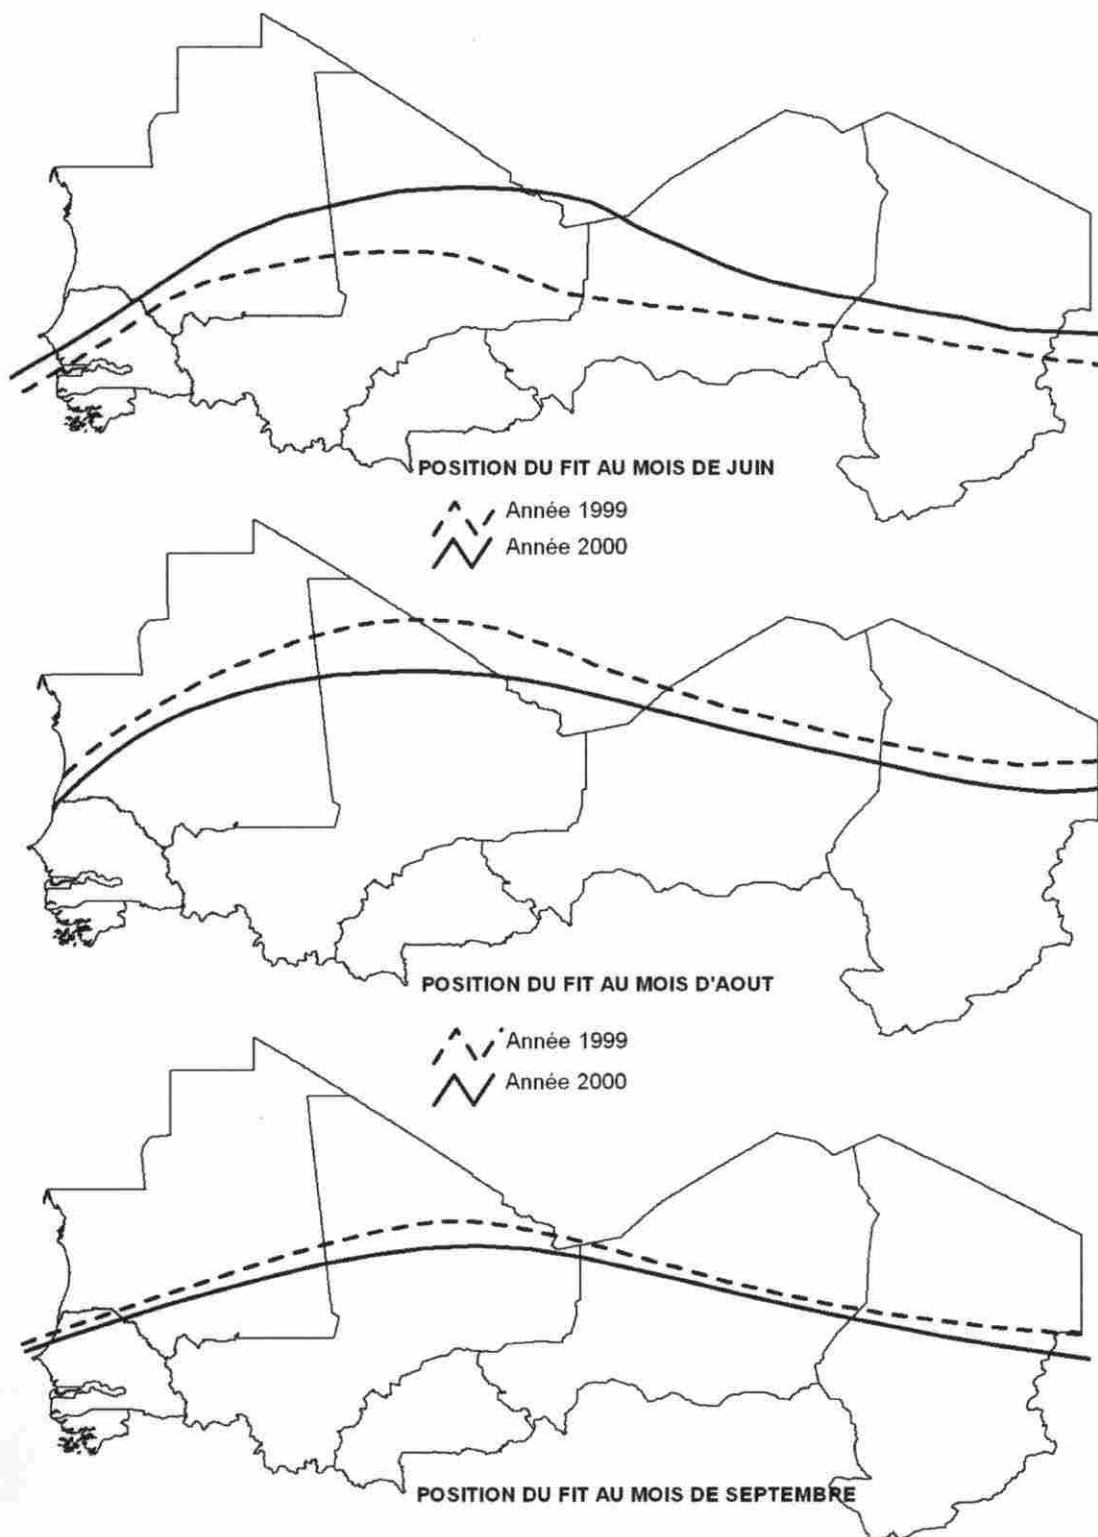 POSITION DU FIT AU MOIS DE JUIN
Année 1999
Année 2000
POSITION DU FIT AU MOIS D'AOUT
Année 1999
Année 2000
POSITION DU FIT AU MOIS DE SEPTEMBRE